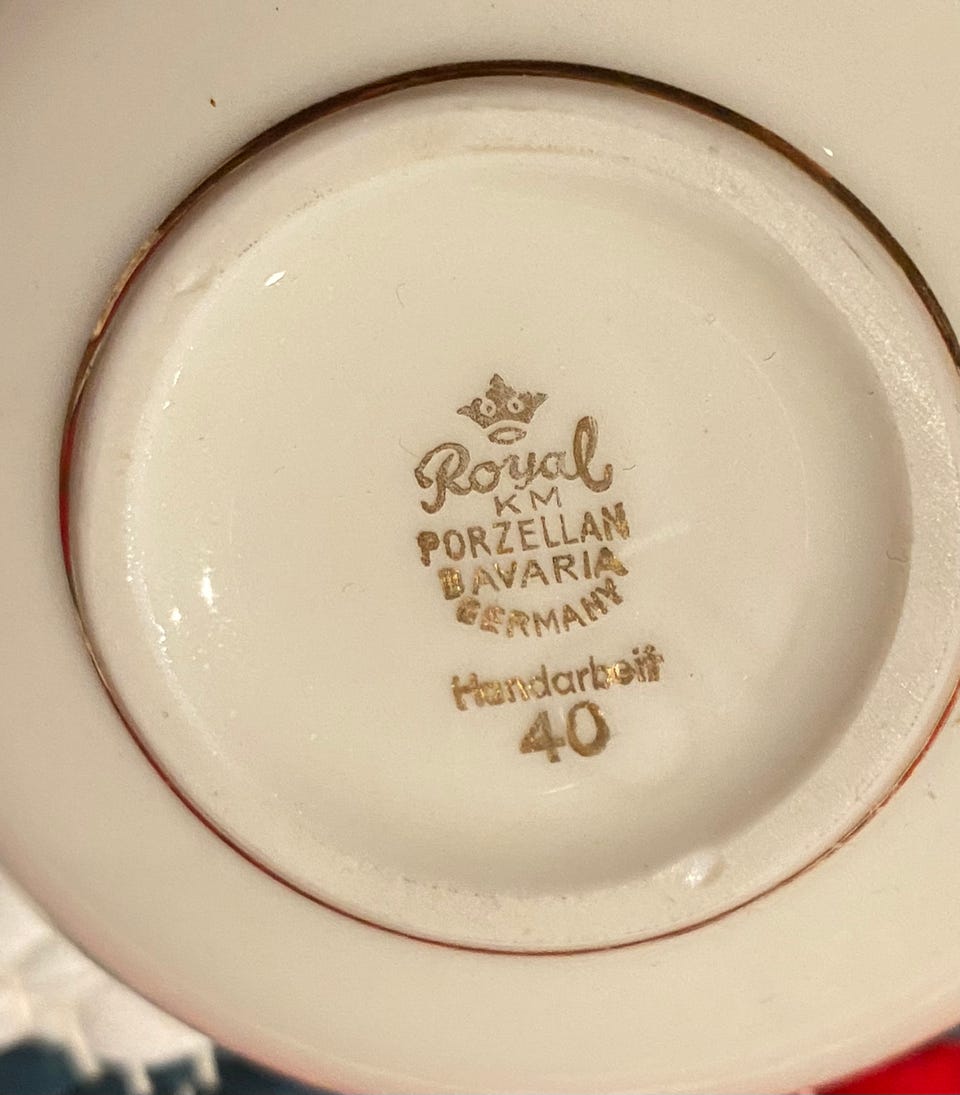 Royal
KM
PORZELLAN
BAVARIA
GERMANY
Handarbeit
40